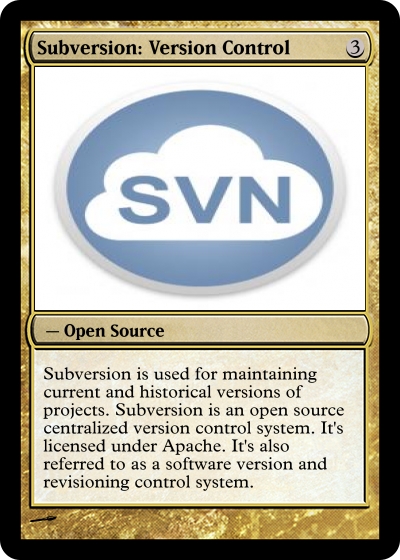 Subversion: Version Control 3
SVN
— Open Source
Subversion is used for maintaining
current and historical versions of
projects. Subversion is an open source
centralized version control system. It's
licensed under Apache. It's also
referred to as a software version and
revisioning control system.